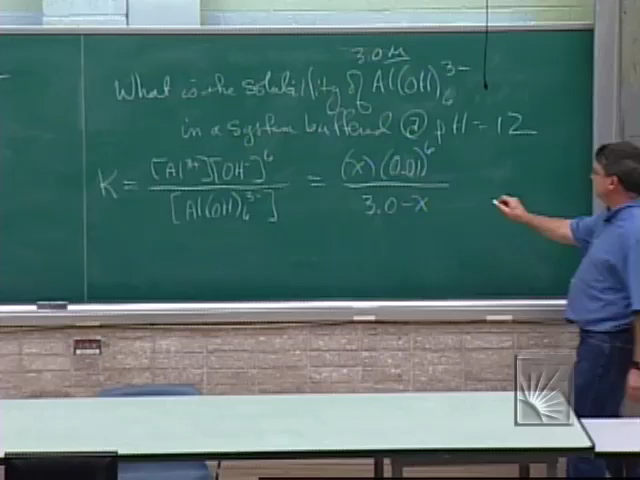 3.0 M
What is the solubility of Al(OH)₆³⁻
in a system buffered @ pH = 12
K = [Al³⁺][OH⁻]⁶ / [Al(OH)₆³⁻] = (x)(0.01)⁶ / 3.0-x